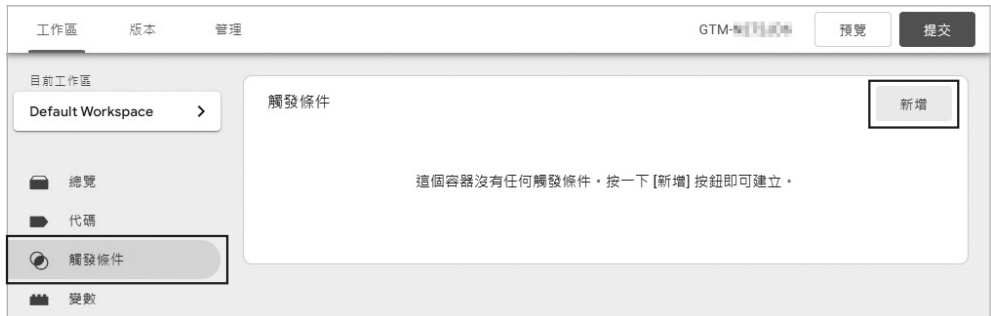 工作區 版本 管理 GTM- 預覽 提交
目前工作區
Default Workspace
觸發條件 新增
總覽
這個容器沒有任何觸發條件。按一下 [新增] 按鈕即可建立。
代碼
觸發條件
變數